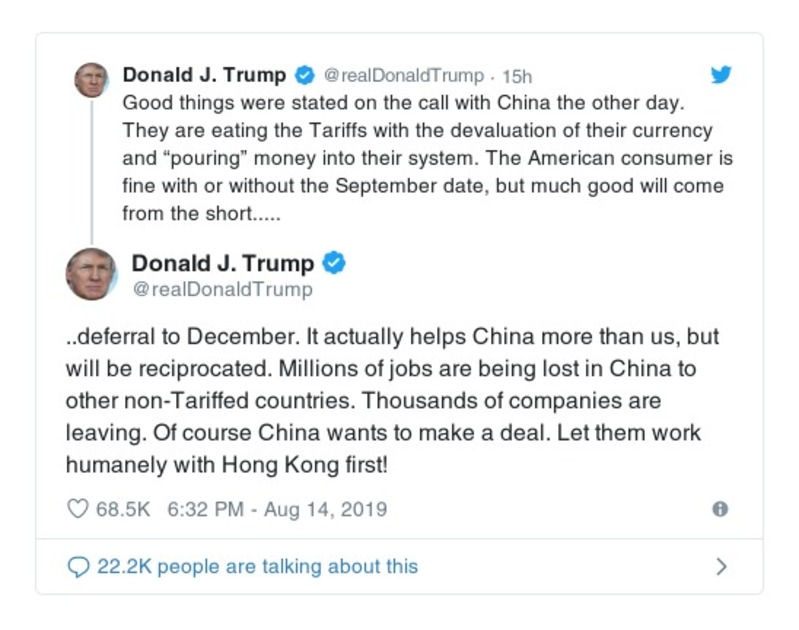 Donald J. Trump @realDonaldTrump · 15h
Good things were stated on the call with China the other day.
They are eating the Tariffs with the devaluation of their currency
and “pouring” money into their system. The American consumer is
fine with or without the September date, but much good will come
from the short.....
Donald J. Trump
@realDonaldTrump
..deferral to December. It actually helps China more than us, but
will be reciprocated. Millions of jobs are being lost in China to
other non-Tariffed countries. Thousands of companies are
leaving. Of course China wants to make a deal. Let them work
humanely with Hong Kong first!
68.5K 6:32 PM - Aug 14, 2019
22.2K people are talking about this